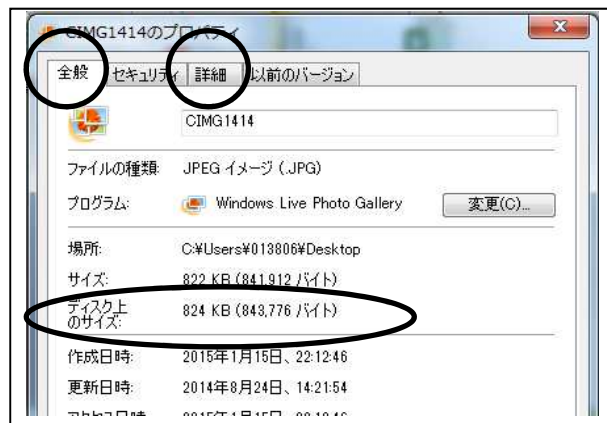 CIMG1414のプロパティ
全般 セキュリティ 詳細 以前のバージョン
CIMG1414
ファイルの種類: JPEG イメージ (.JPG)
プログラム: Windows Live Photo Gallery 変更(C)...
場所: C:¥Users¥013806¥Desktop
サイズ: 822 KB (841,912 バイト)
ディスク上
のサイズ: 824 KB (843,776 バイト)
作成日時: 2015年1月15日、22:12:46
更新日時: 2014年8月24日、14:21:54